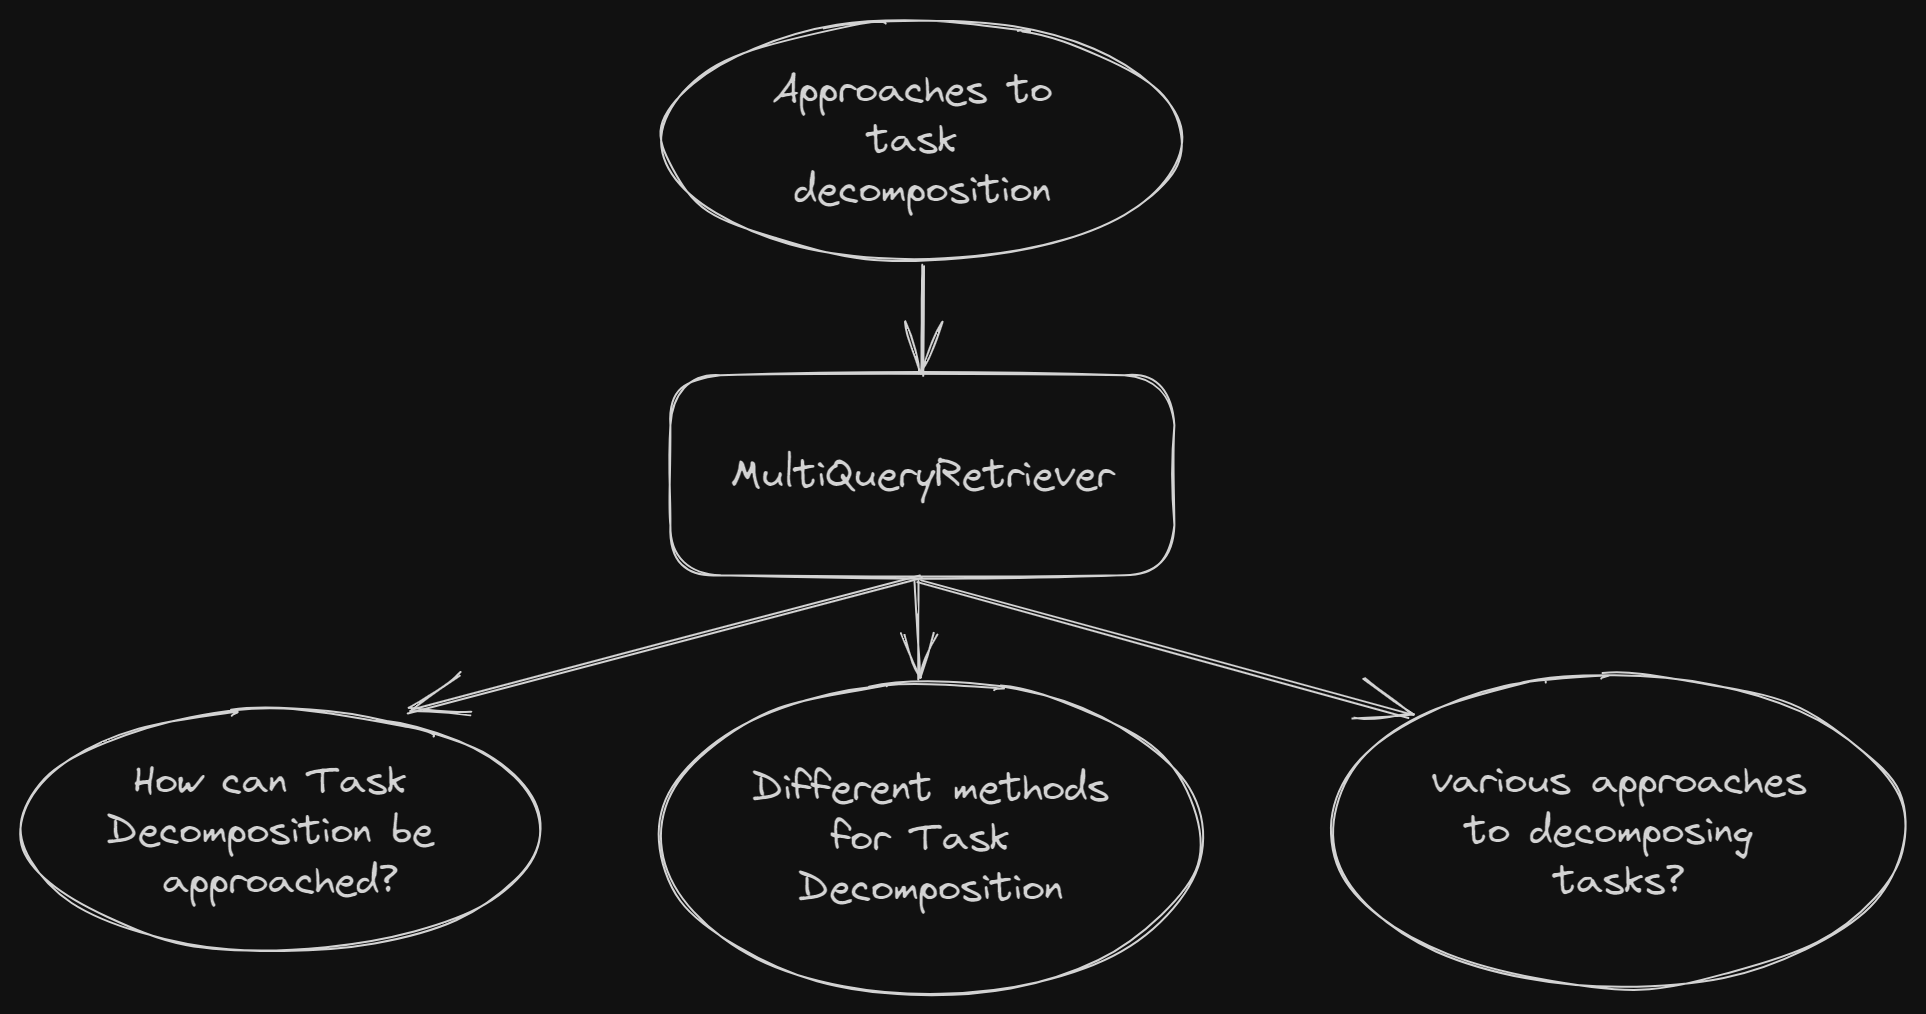 Approaches to
task
decomposition
MultiQueryRetriever
How can Task
Decomposition be
approached?
Different methods
for Task
Decomposition
various approaches
to decomposing
tasks?